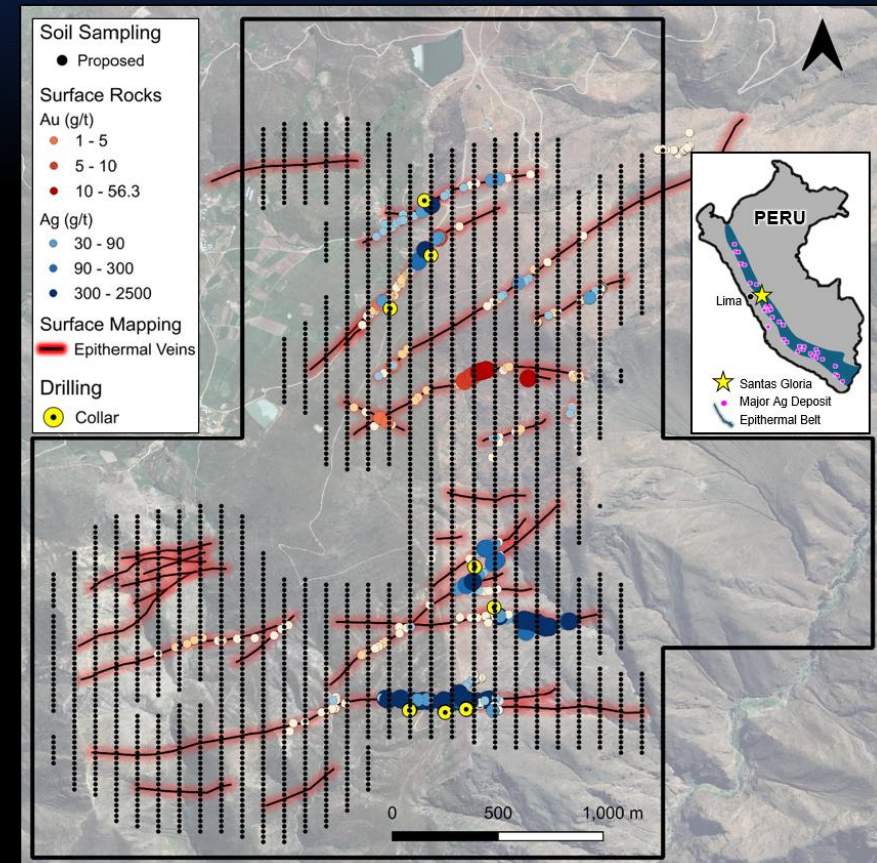 Soil Sampling
Proposed
Surface Rocks
Au (g/t)
1 - 5
5 - 10
10 - 56.3
Ag (g/t)
30 - 90
90 - 300
300 - 2500
Surface Mapping
Epithermal Veins
Drilling
Collar
PERU
Lima
Santas Gloria
Major Ag Deposit
Epithermal Belt
0 500 1,000 m